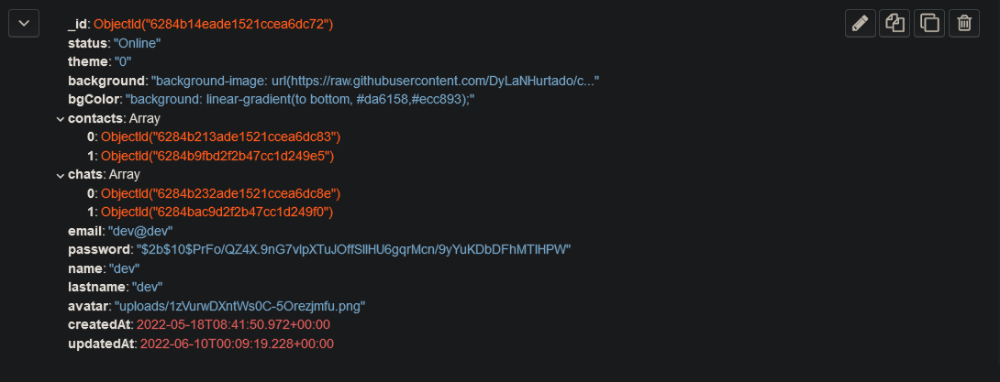 _id: ObjectId("6284b14eade1521ccea6dc72")
status: "Online"
theme: "0"
background: "background-image: url(https://raw.githubusercontent.com/DyLaNHurtado/c..."
bgColor: "background: linear-gradient(to bottom, #da6158,#ecc893);"
contacts: Array
0: ObjectId("6284b213ade1521ccea6dc83")
1: ObjectId("6284b9fbd2f2b47cc1d249e5")
chats: Array
0: ObjectId("6284b232ade1521ccea6dc8e")
1: ObjectId("6284bac9d2f2b47cc1d249f0")
email: "dev@dev"
password: "$2b$10$PrFo/QZ4X.9nG7vlpXTuJOffSIlHU6gqrMcn/9yYuKDbDFhMTIHPW"
name: "dev"
lastname: "dev"
avatar: "uploads/1zVurwDXntWs0C-5Orezjmfu.png"
createdAt: 2022-05-18T08:41:50.972+00:00
updatedAt: 2022-06-10T00:09:19.228+00:00